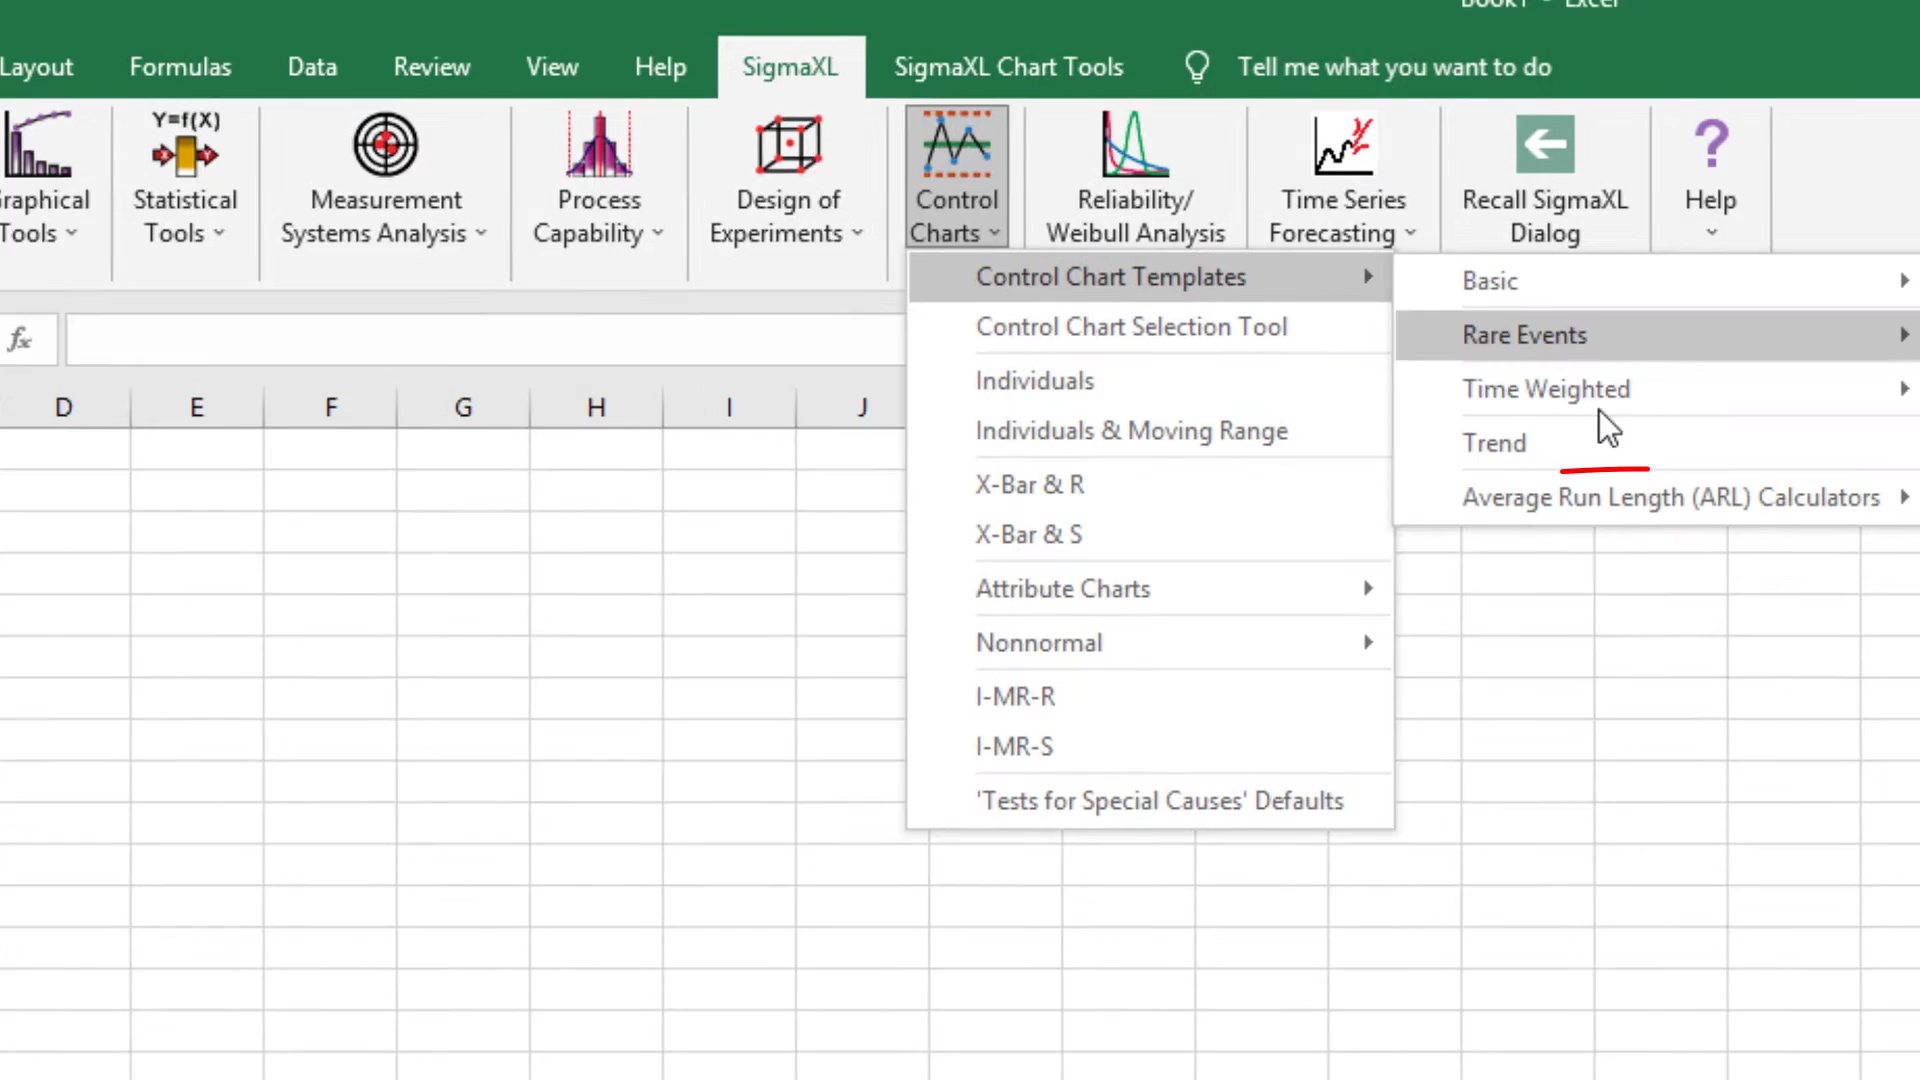 Layout Formulas Data Review View Help SigmaXL SigmaXL Chart Tools Tell me what you want to do
Y=f(X)
Tools
Statistical Tools
Measurement Systems Analysis
Process Capability
Design of Experiments
Control Charts
Reliability/ Weibull Analysis
Time Series Forecasting
Recall SigmaXL Dialog
Help
Control Chart Templates
Control Chart Selection Tool
Individuals
Individuals & Moving Range
X-Bar & R
X-Bar & S
Attribute Charts
Nonnormal
I-MR-R
I-MR-S
'Tests for Special Causes' Defaults
Basic
Rare Events
Time Weighted
Trend
Average Run Length (ARL) Calculators
fx
D E F G H I J